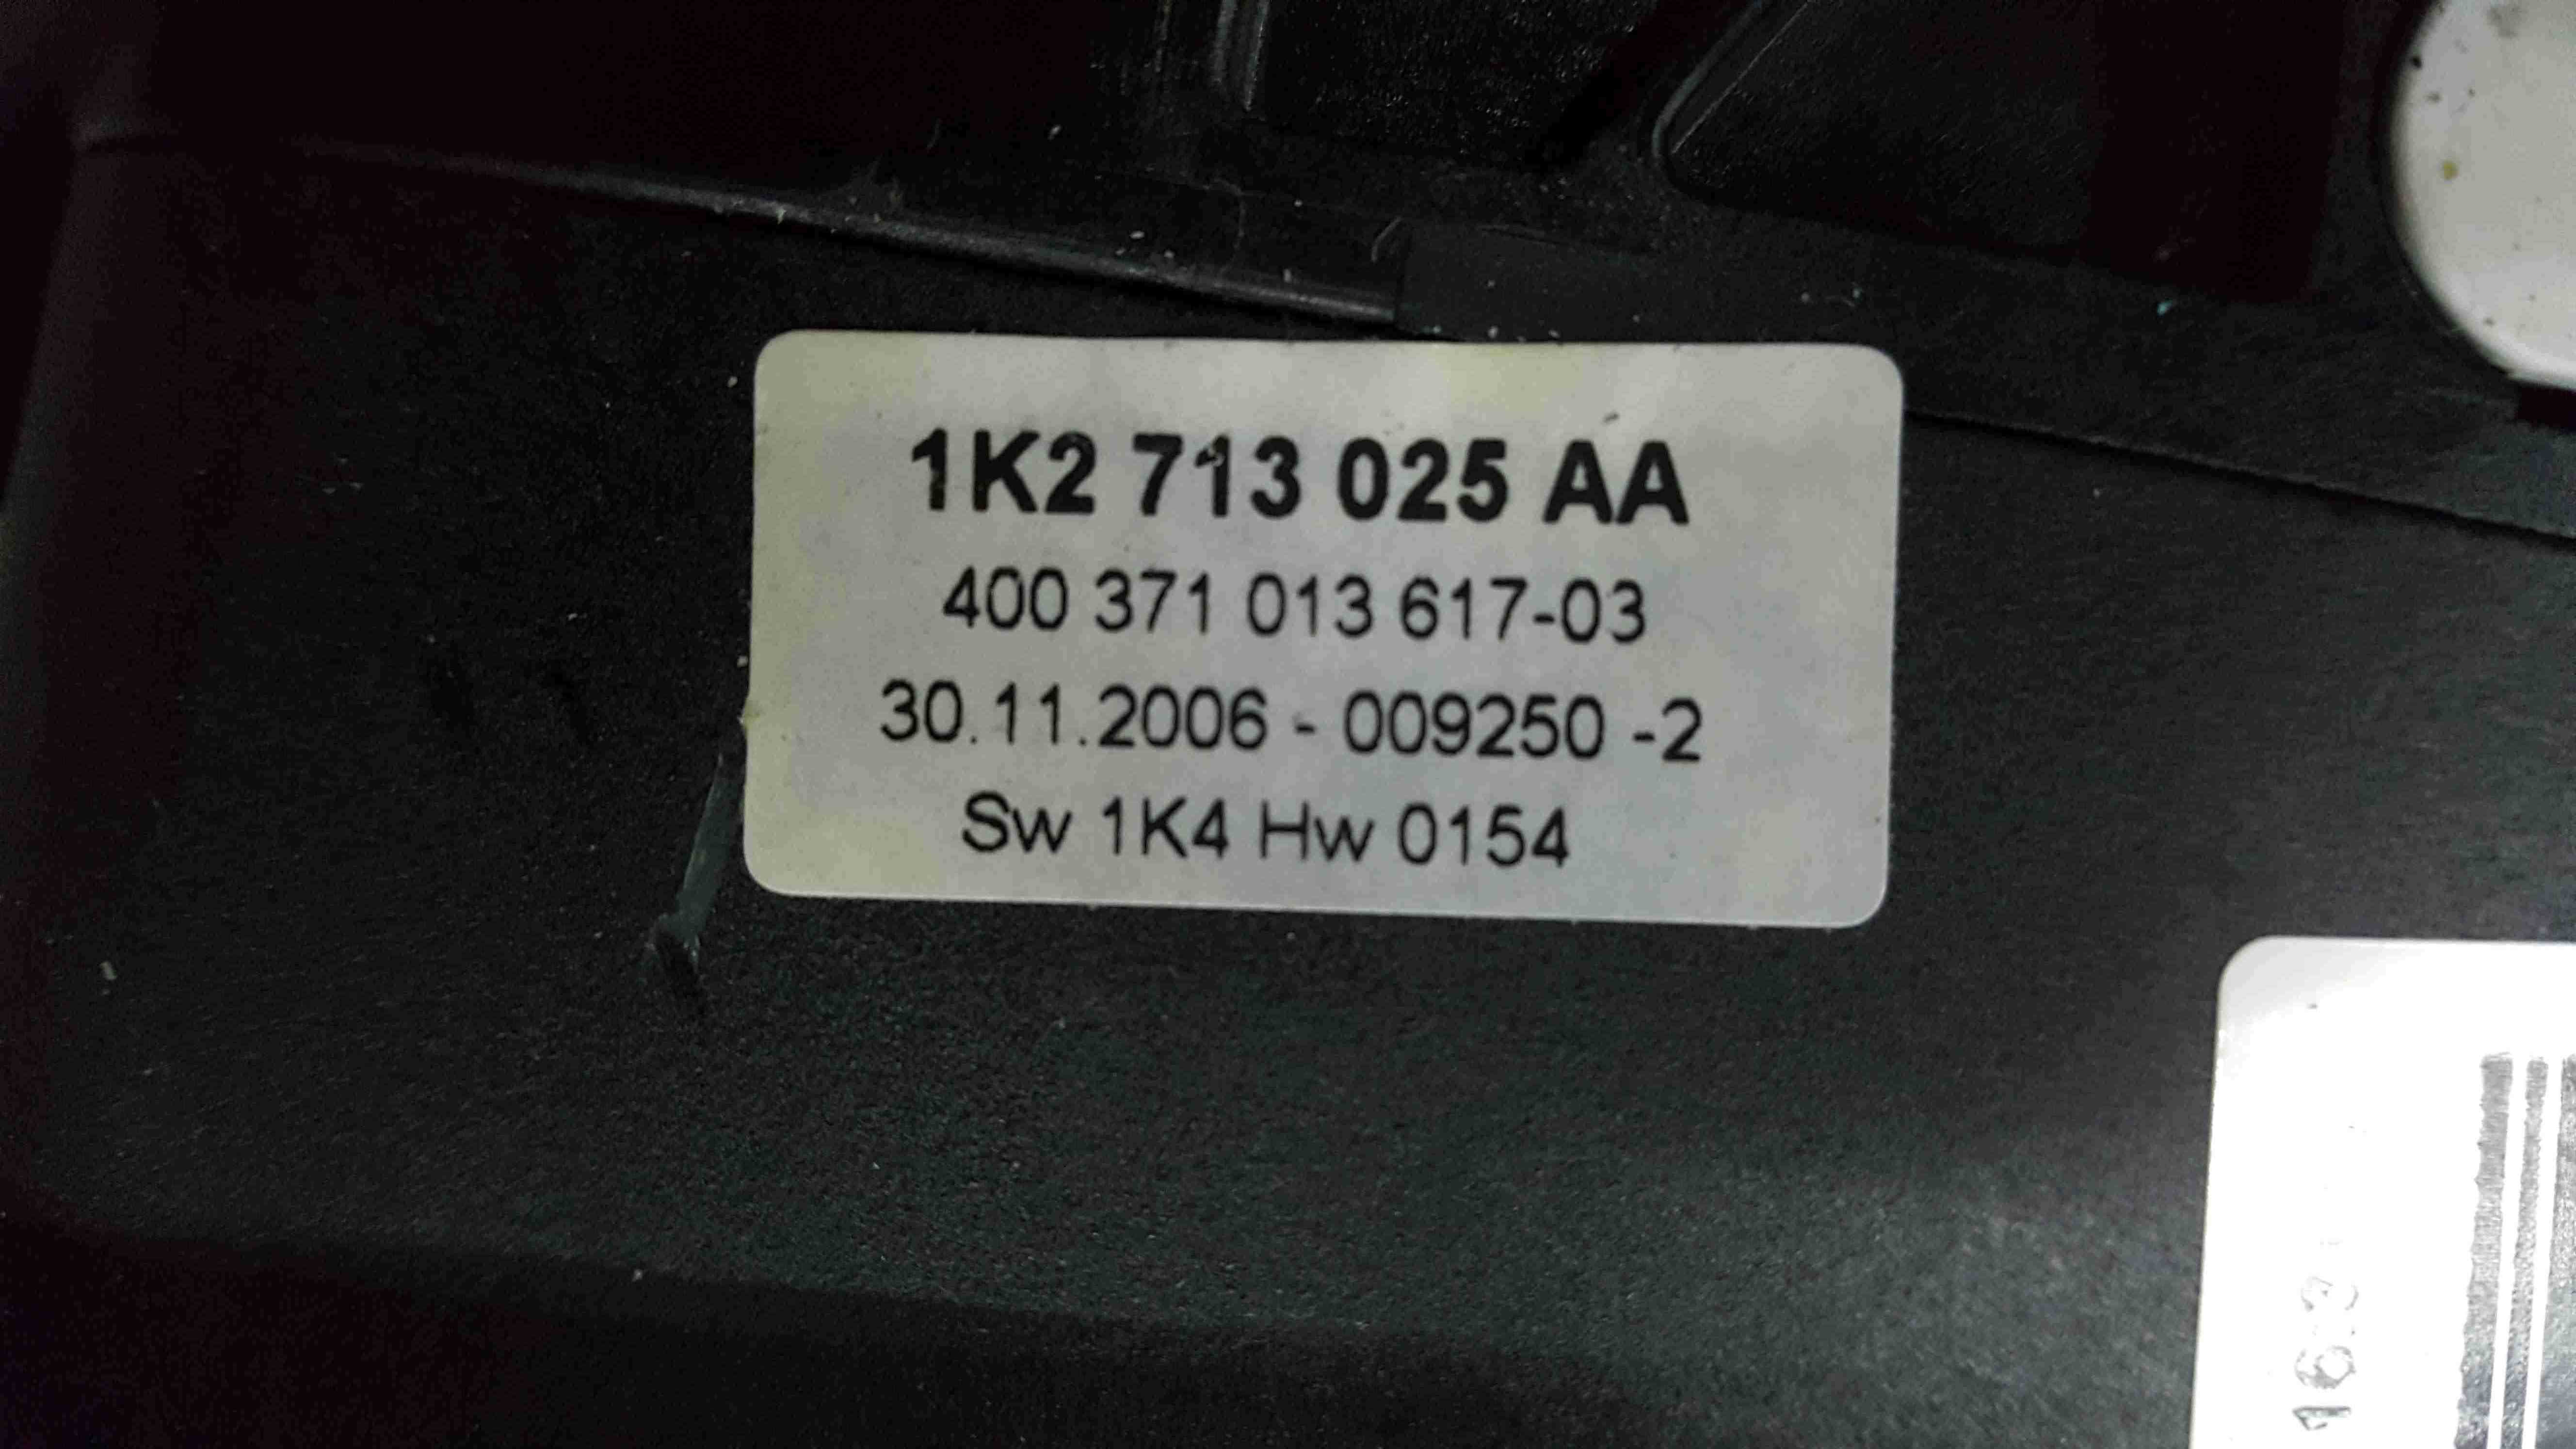 1K2 713 025 AA
400 371 013 617-03
30.11.2006 - 009250 -2
Sw 1K4 Hw 0154